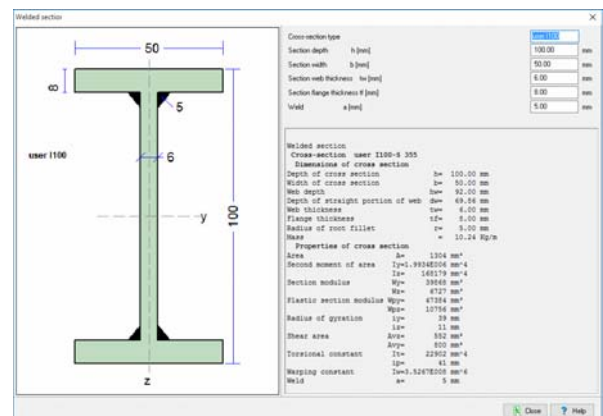 Welded section
50
8
5
user I100
6
y
100
z
Cross-section type user I100
Section depth h [mm] 100.00 mm
Section width b [mm] 50.00 mm
Section web thickness tw [mm] 6.00 mm
Section flange thickness tf [mm] 8.00 mm
Weld a [mm] 5.00 mm
Welded section
Cross-section user I100-S 355
Dimensions of cross section
Depth of cross section h= 100.00 mm
Width of cross section b= 50.00 mm
Web depth hw= 92.00 mm
Depth of straight portion of web dw= 69.86 mm
Web thickness tw= 6.00 mm
Flange thickness tf= 8.00 mm
Radius of root fillet r= 5.00 mm
Mass = 10.24 Kg/m
Properties of cross section
Area A= 1304 mm²
Second moment of area Iy=1.9934E006 mm^4
Iz= 168179 mm^4
Section modulus Wy= 39868 mm³
Wz= 6727 mm³
Plastic section modulus Wpy= 47384 mm³
Wpz= 10756 mm³
Radius of gyration iy= 39 mm
iz= 11 mm
Shear area Avz= 552 mm²
Avy= 800 mm²
Torsional constant It= 22902 mm^4
ip= 41 mm
Warping constant Iw=3.5267E008 mm^6
Weld a= 5 mm
Close
Help